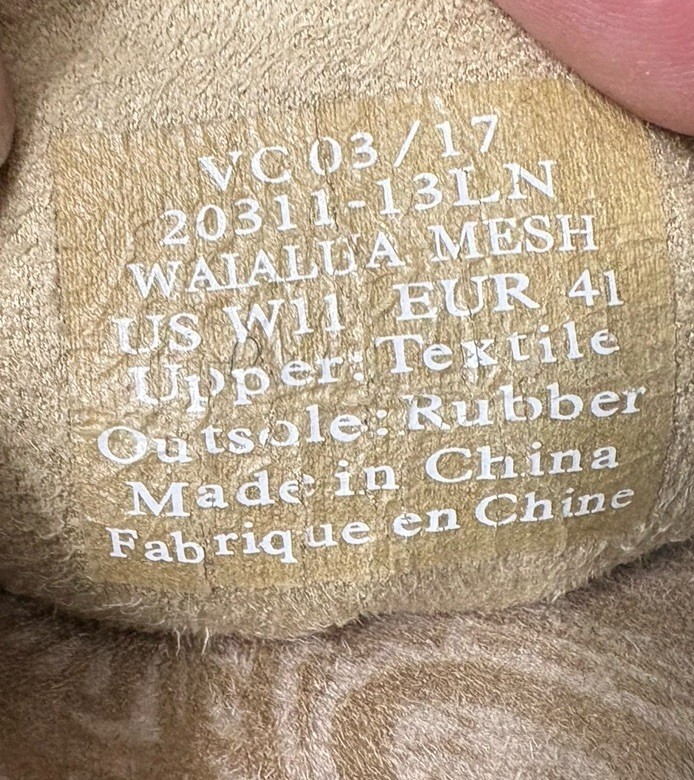 VC 03/17
20311-13LN
WAIALUA MESH
US W11 EUR 41
Upper: Textile
Outsole: Rubber
Made in China
Fabrique en Chine